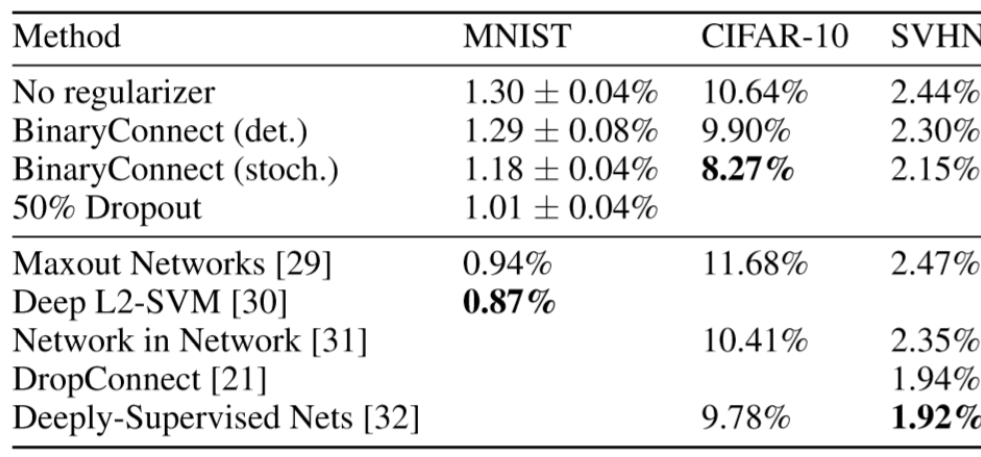 Method MNIST CIFAR-10 SVHN
No regularizer 1.30 ± 0.04% 10.64% 2.44%
BinaryConnect (det.) 1.29 ± 0.08% 9.90% 2.30%
BinaryConnect (stoch.) 1.18 ± 0.04% 8.27% 2.15%
50% Dropout 1.01 ± 0.04%
Maxout Networks [29] 0.94% 11.68% 2.47%
Deep L2-SVM [30] 0.87%
Network in Network [31] 10.41% 2.35%
DropConnect [21] 1.94%
Deeply-Supervised Nets [32] 9.78% 1.92%